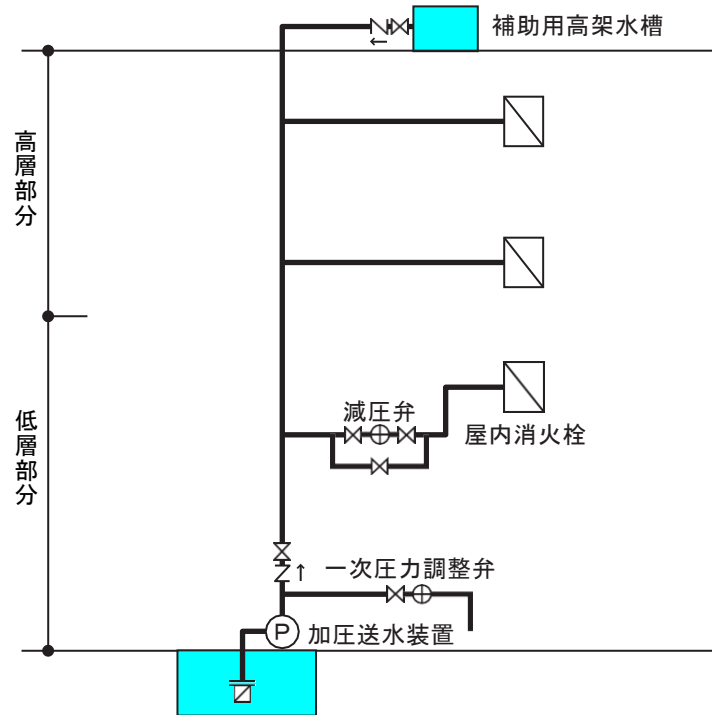 補助用高架水槽
高層部分
減圧弁
屋内消火栓
低層部分
一次圧力調整弁
P
加圧送水装置